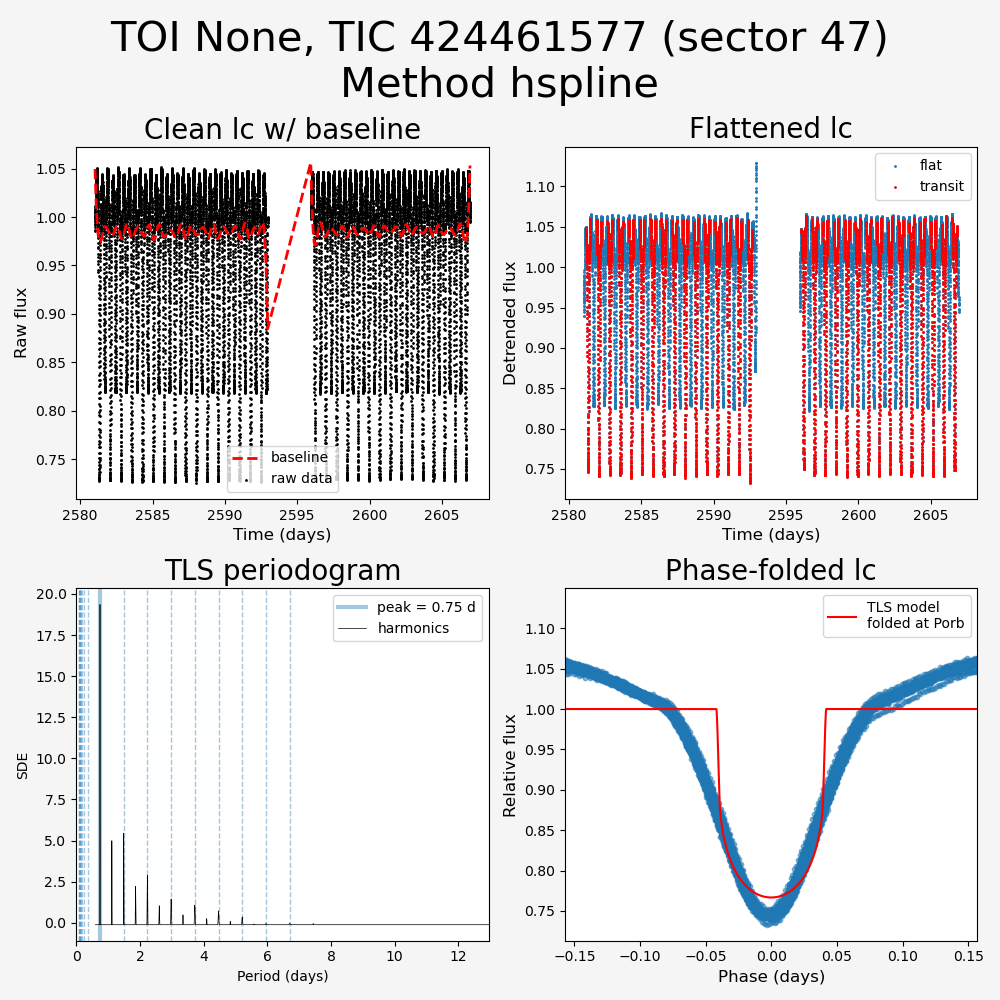 TOI None, TIC 424461577 (sector 47)
Method hspline
Clean lc w/ baseline
Raw flux
1.05
1.00
0.95
0.90
0.85
0.80
0.75
baseline
raw data
2580
2585
2590
2595
2600
2605
Time (days)
Flattened lc
Detrended flux
1.10
1.05
1.00
0.95
0.90
0.85
0.80
0.75
flat
transit
2580
2585
2590
2595
2600
2605
Time (days)
TLS periodogram
SDE
20.0
17.5
15.0
12.5
10.0
7.5
5.0
2.5
0.0
peak = 0.75 d
harmonics
0
2
4
6
8
10
12
Period (days)
Phase-folded lc
Relative flux
1.10
1.05
1.00
0.95
0.90
0.85
0.80
0.75
TLS model
folded at Porb
−0.15
−0.10
−0.05
0.00
0.05
0.10
0.15
Phase (days)